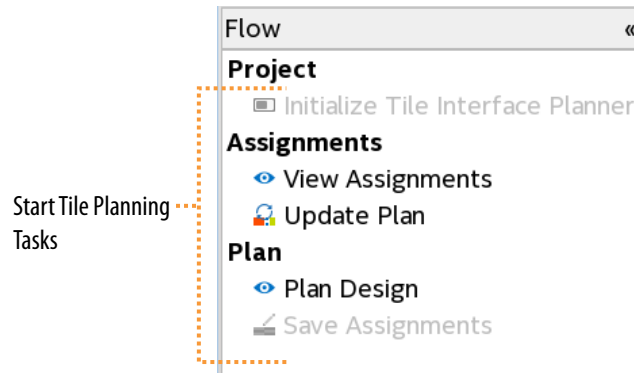 Flow «
Project
Initialize Tile Interface Planner
Assignments
View Assignments
Start Tile Planning
Tasks
Update Plan
Plan
Plan Design
Save Assignments